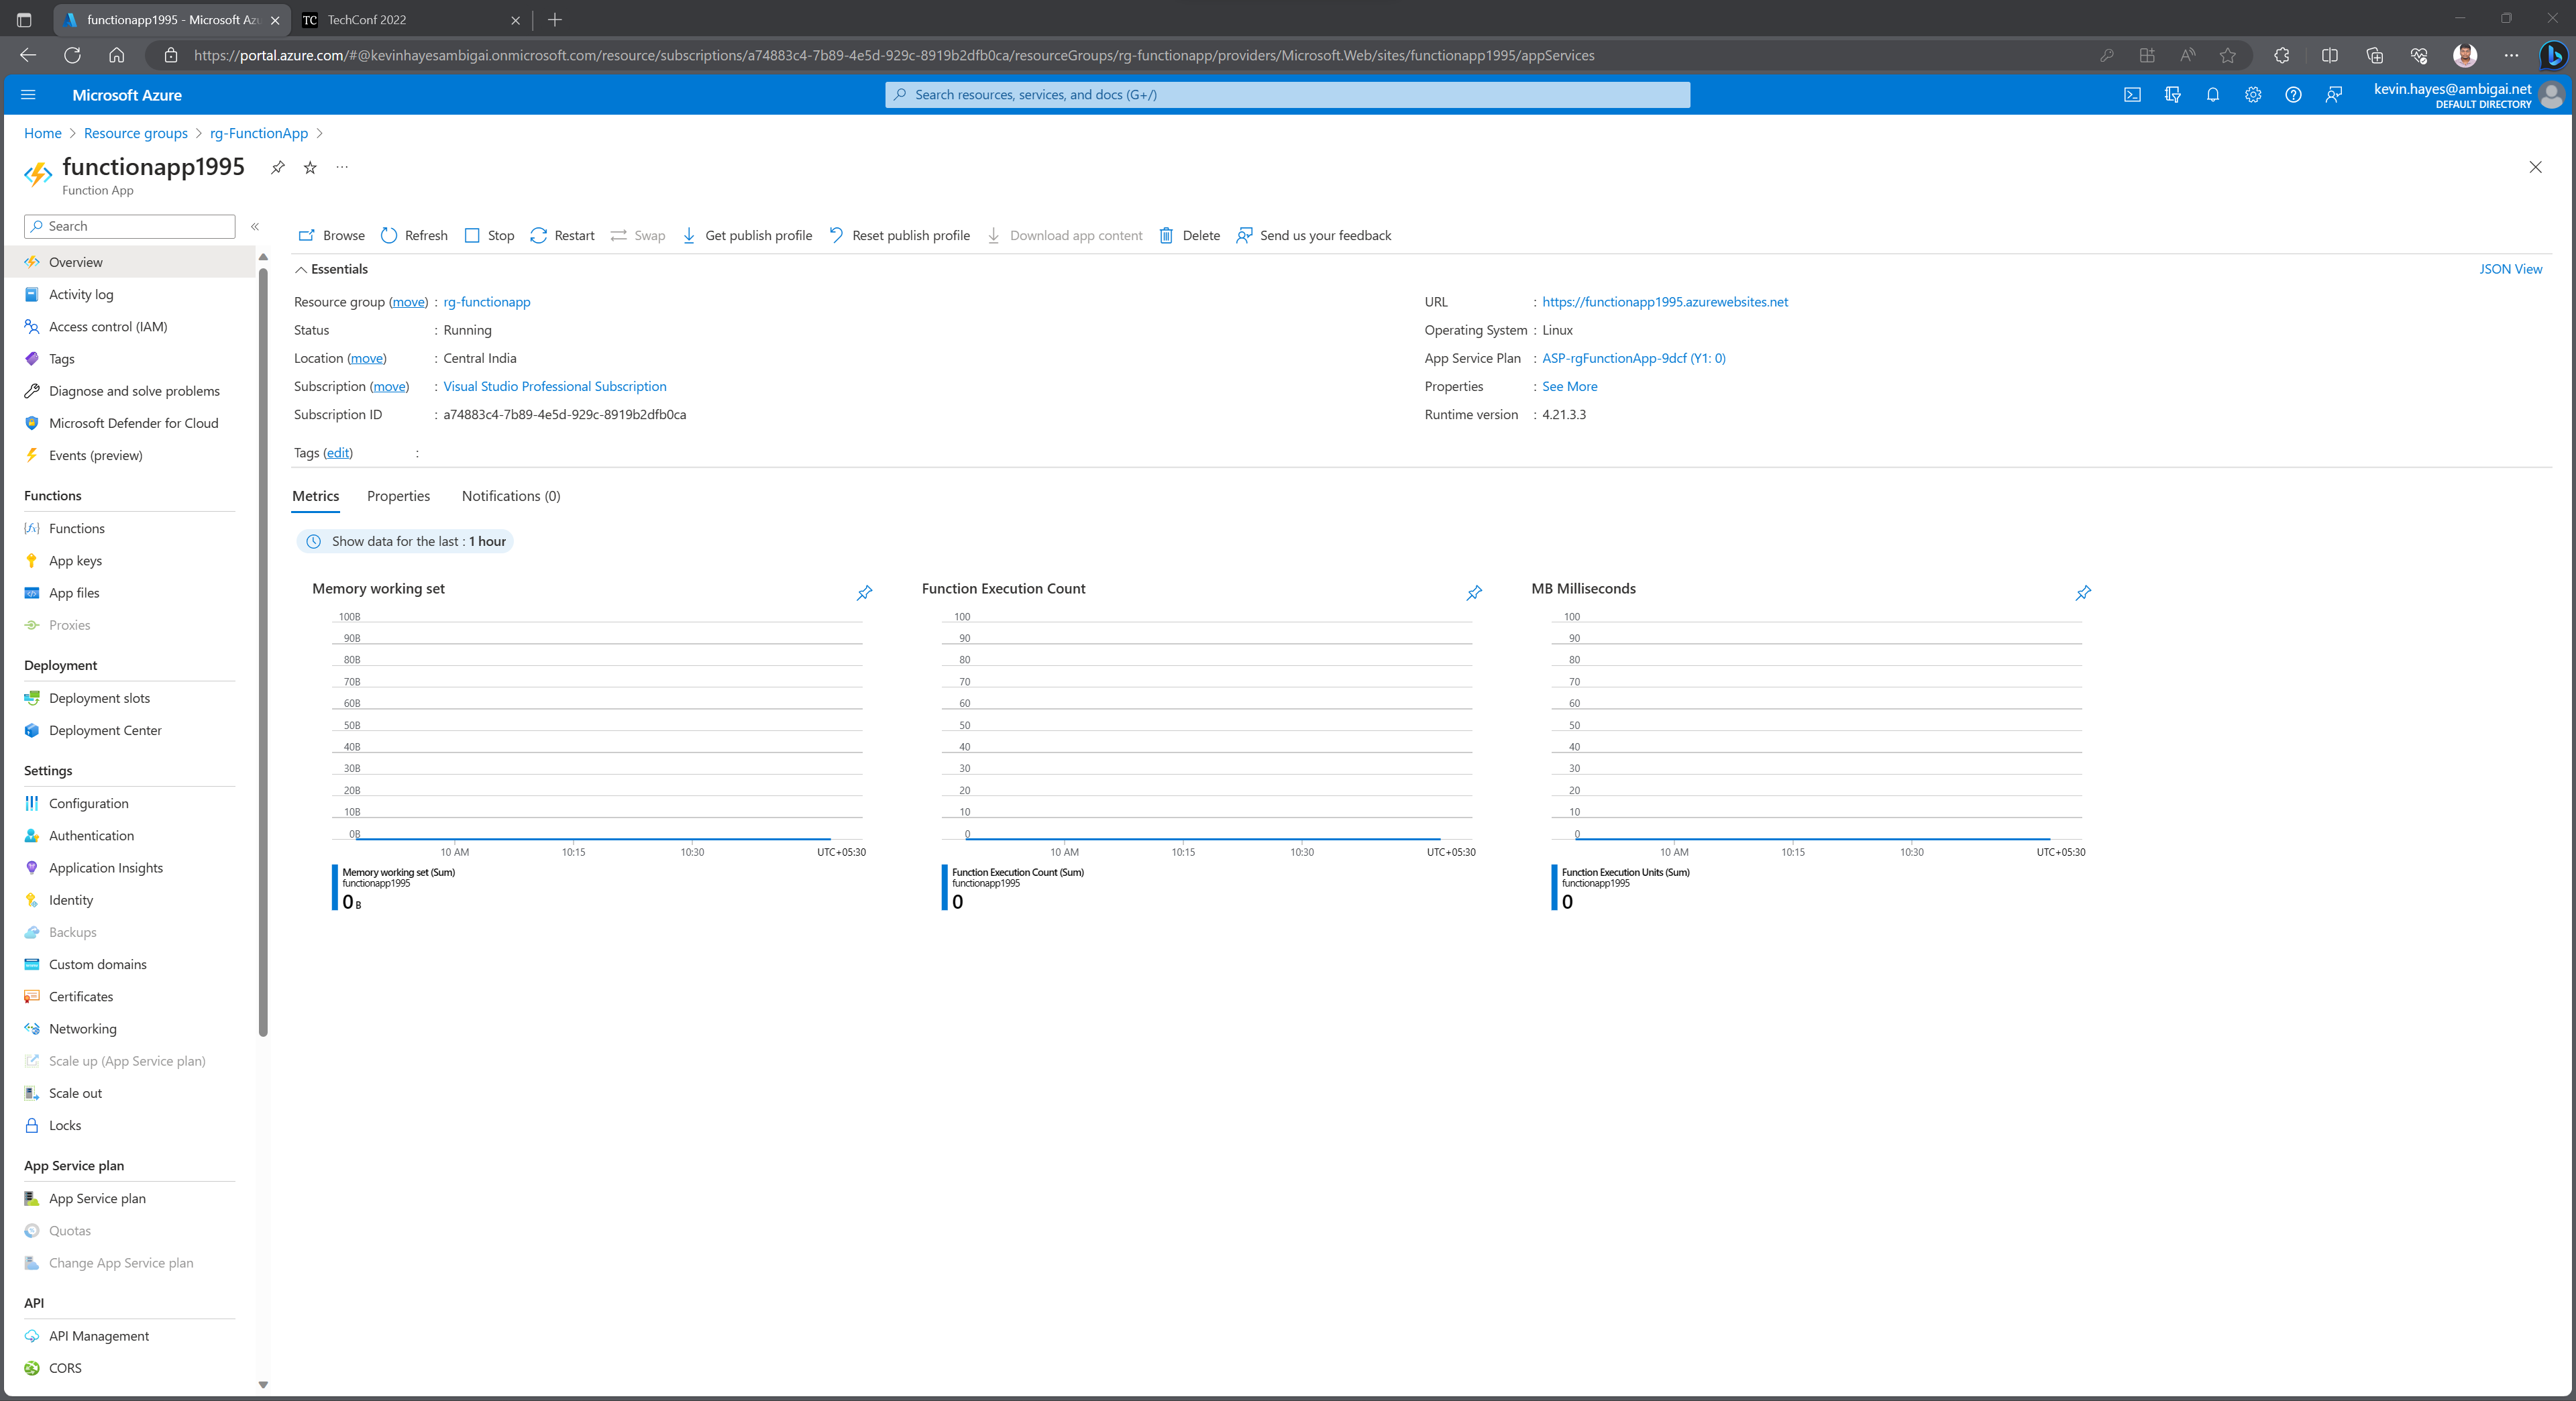 functionapp1995 - Microsoft Az
TechConf 2022
https://portal.azure.com/#@kevinhayesambigai.onmicrosoft.com/resource/subscriptions/a74883c4-7b89-4e5d-929c-8919b2dfb0ca/resourceGroups/rg-functionapp/providers/Microsoft.Web/sites/functionapp1995/appServices
Microsoft Azure
Search resources, services, and docs (G+/)
kevin.hayes@ambigai.net
DEFAULT DIRECTORY
Home > Resource groups > rg-FunctionApp >
functionapp1995
Function App
Search
Browse Refresh Stop Restart Swap Get publish profile Reset publish profile Download app content Delete Send us your feedback
Overview
Activity log
Access control (IAM)
Tags
Diagnose and solve problems
Microsoft Defender for Cloud
Events (preview)
Functions
Functions
App keys
App files
Proxies
Deployment
Deployment slots
Deployment Center
Settings
Configuration
Authentication
Application Insights
Identity
Backups
Custom domains
Certificates
Networking
Scale up (App Service plan)
Scale out
Locks
App Service plan
App Service plan
Quotas
Change App Service plan
API
API Management
CORS
Essentials
JSON View
Resource group (move) : rg-functionapp
Status : Running
Location (move) : Central India
Subscription (move) : Visual Studio Professional Subscription
Subscription ID : a74883c4-7b89-4e5d-929c-8919b2dfb0ca
Tags (edit) :
URL : https://functionapp1995.azurewebsites.net
Operating System : Linux
App Service Plan : ASP-rgFunctionApp-9dcf (Y1: 0)
Properties : See More
Runtime version : 4.21.3.3
Metrics Properties Notifications (0)
Show data for the last : 1 hour
Memory working set
100B
90B
80B
70B
60B
50B
40B
30B
20B
10B
0B
10 AM 10:15 10:30 UTC+05:30
Memory working set (Sum)
functionapp1995
0 B
Function Execution Count
100
90
80
70
60
50
40
30
20
10
0
10 AM 10:15 10:30 UTC+05:30
Function Execution Count (Sum)
functionapp1995
0
MB Milliseconds
100
90
80
70
60
50
40
30
20
10
0
10 AM 10:15 10:30 UTC+05:30
Function Execution Units (Sum)
functionapp1995
0